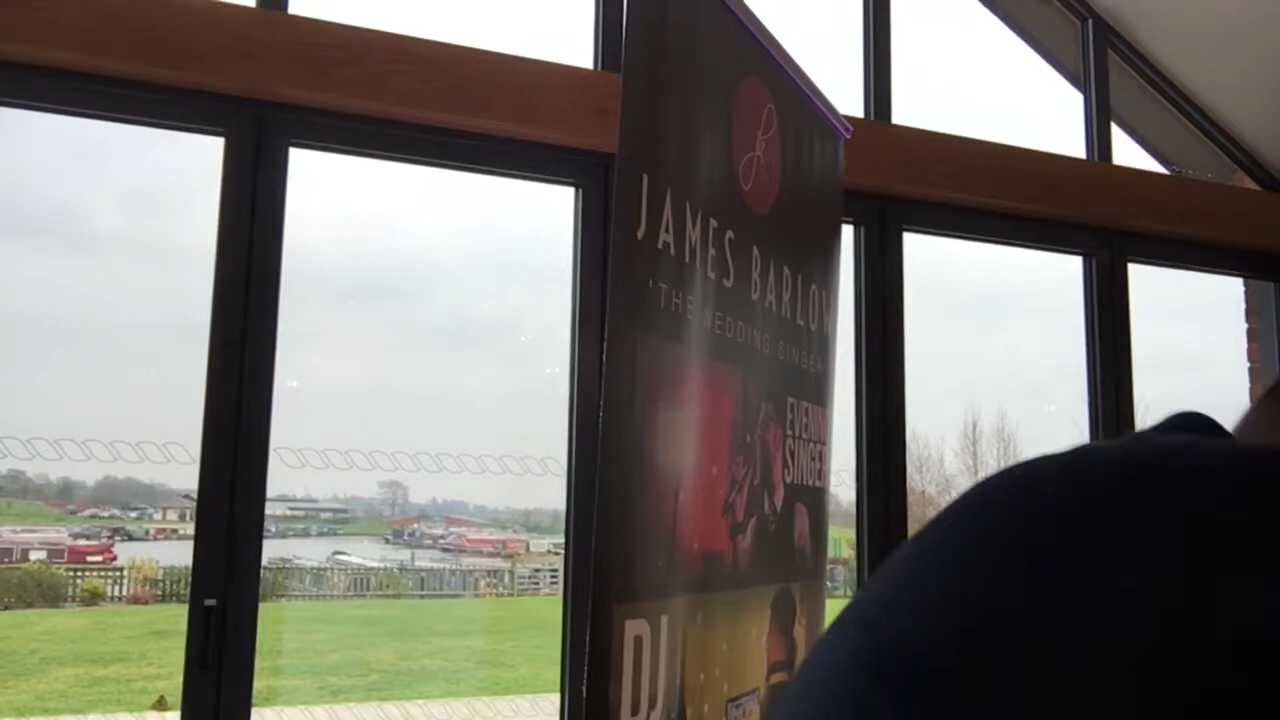 JAMES BARLOW
'THE WEDDING SINGER
EVENING
SINGER
DJ